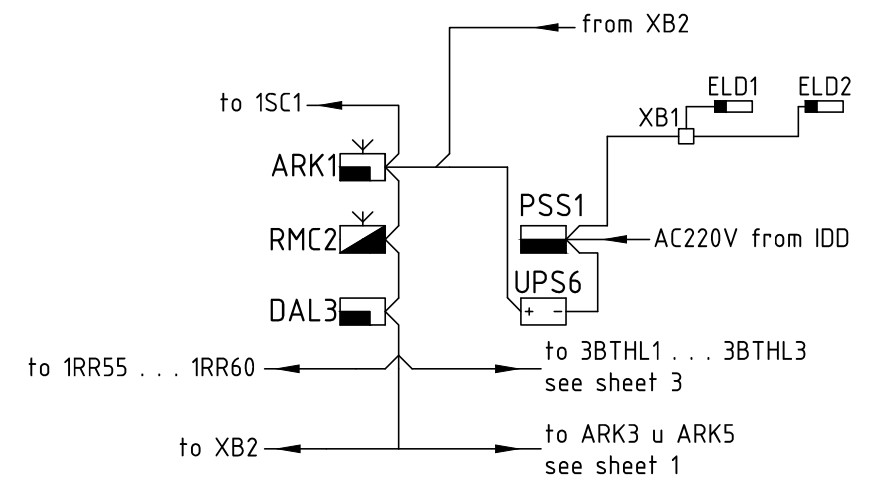 from XB2
ELD1
ELD2
to 1SC1
XB1
ARK1
PSS1
RMC2
AC220V from IDD
UPS6
+ -
DAL3
to 1RR55 . . . 1RR60
to 3BTHL1 . . . 3BTHL3
see sheet 3
to XB2
to ARK3 и ARK5
see sheet 1